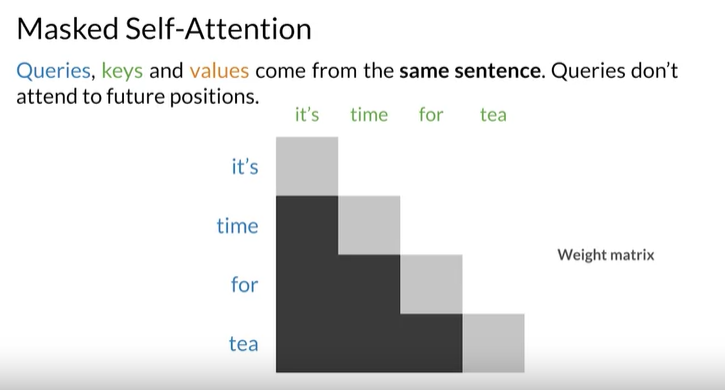 Masked Self-Attention
Queries, keys and values come from the same sentence. Queries don’t
attend to future positions.
it’s time for tea
it’s
time
Weight matrix
for
tea